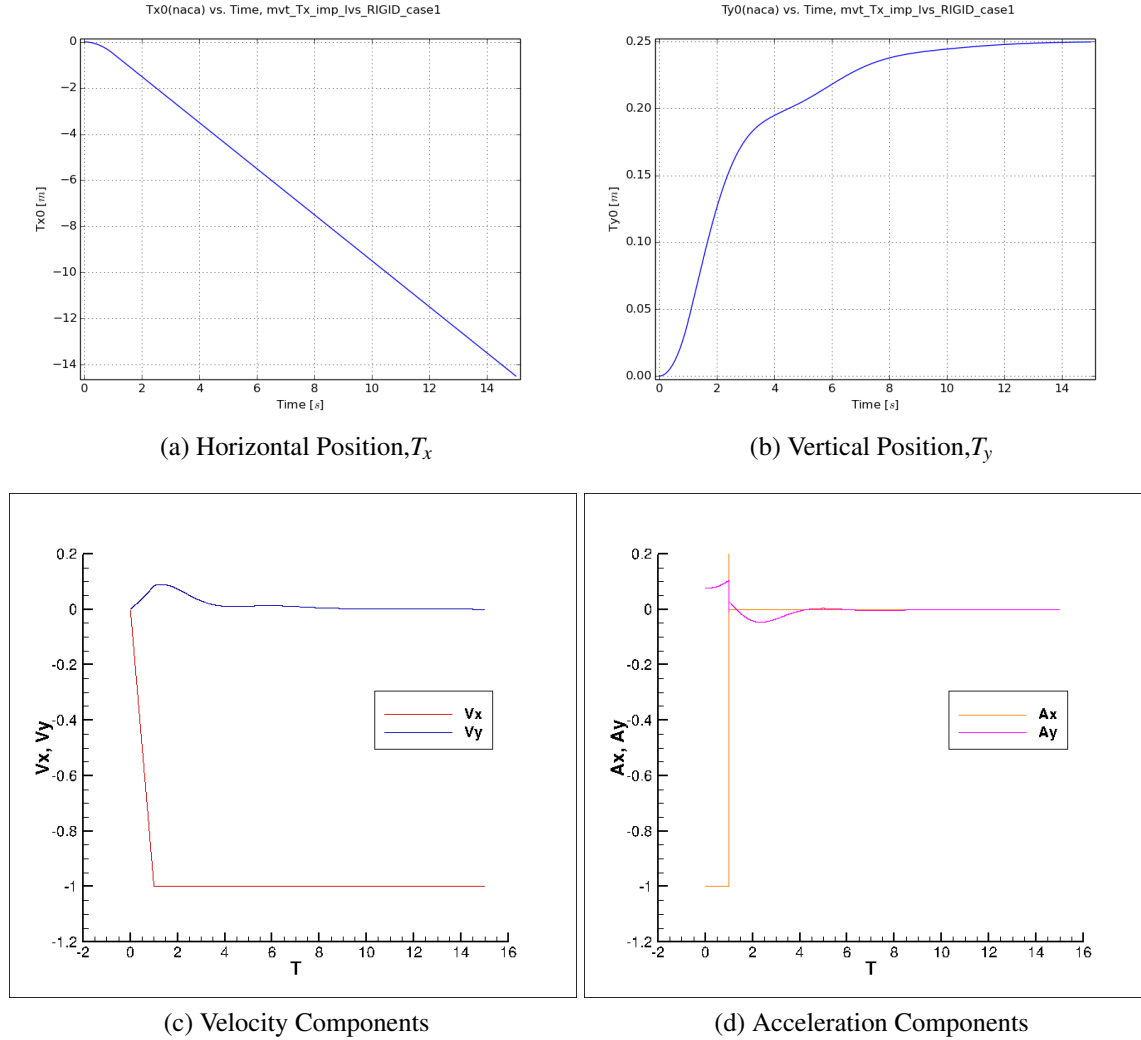 Tx0(naca) vs. Time, mvt_Tx_imp_lvs_RIGID_case1
0
−2
−4
−6
−8
−10
−12
−14
Tx0 [m]
0 2 4 6 8 10 12 14
Time [s]
(a) Horizontal Position,Tx
Ty0(naca) vs. Time, mvt_Tx_imp_lvs_RIGID_case1
0.25
0.20
0.15
0.10
0.05
0.00
Ty0 [m]
0 2 4 6 8 10 12 14
Time [s]
(b) Vertical Position,Ty
0.2
0
-0.2
-0.4
-0.6
-0.8
-1
-1.2
Vx, Vy
Vx
Vy
-2 0 2 4 6 8 10 12 14 16
T
(c) Velocity Components
0.2
0
-0.2
-0.4
-0.6
-0.8
-1
-1.2
Ax, Ay
Ax
Ay
-2 0 2 4 6 8 10 12 14 16
T
(d) Acceleration Components